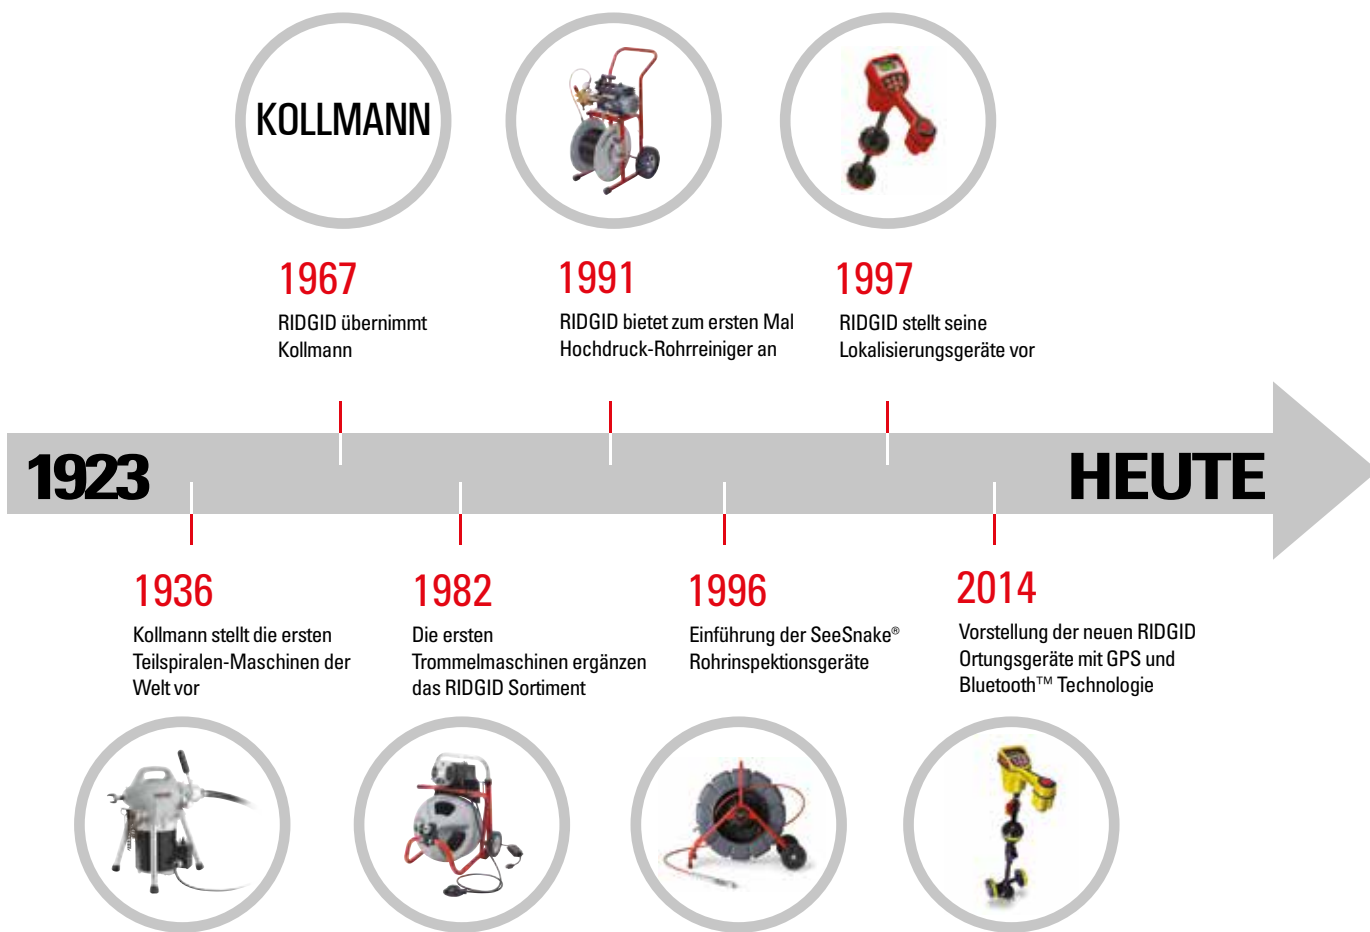 KOLLMANN
1967
RIDGID übernimmt
Kollmann
1991
RIDGID bietet zum ersten Mal
Hochdruck-Rohrreiniger an
1997
RIDGID stellt seine
Lokalisierungsgeräte vor
1923
HEUTE
1936
Kollmann stellt die ersten
Teilspiralen-Maschinen der
Welt vor
1982
Die ersten
Trommelmaschinen ergänzen
das RIDGID Sortiment
1996
Einführung der SeeSnake®
Rohrinspektionsgeräte
2014
Vorstellung der neuen RIDGID
Ortungsgeräte mit GPS und
Bluetooth™ Technologie